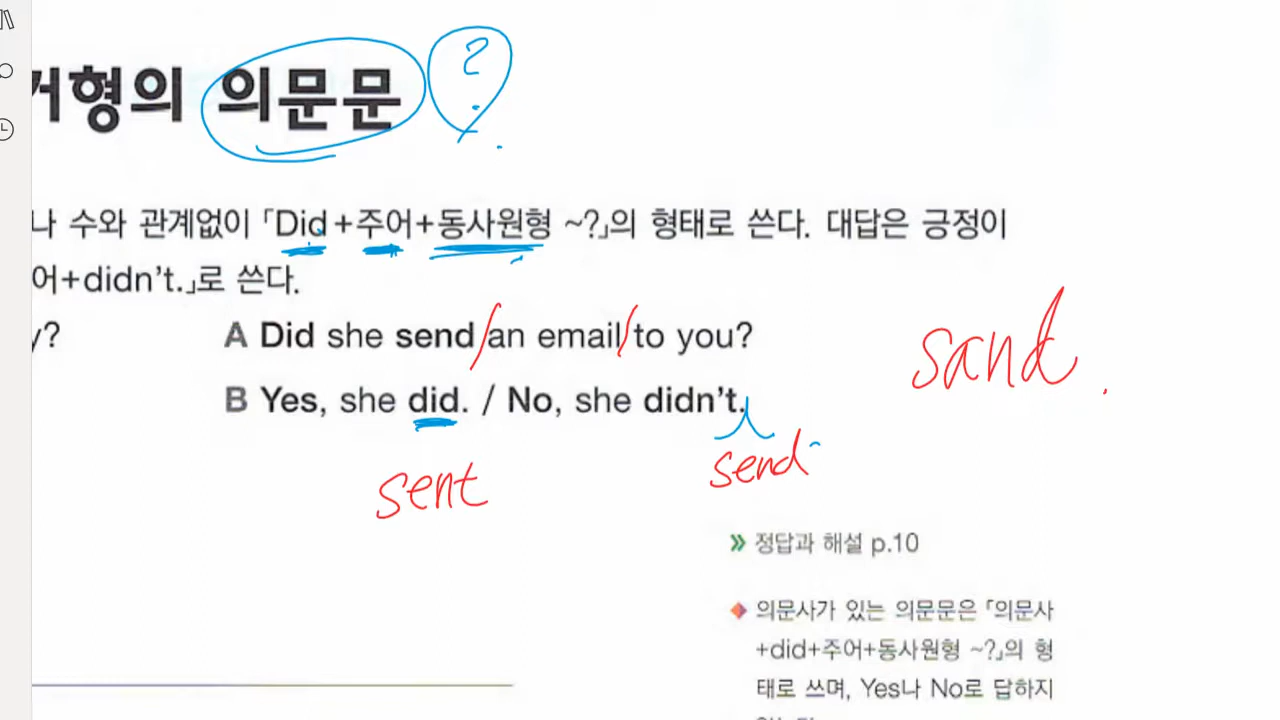 거형의 의문문 ?
나 수와 관계없이 「Did+주어+동사원형 ~?」의 형태로 쓴다. 대답은 긍정이
어+didn't.」로 쓴다.
y?
A Did she send / an email / to you?
B Yes, she did. / No, she didn't.
sand.
sent
send
» 정답과 해설 p.10
의문사가 있는 의문문은 「의문사
+did+주어+동사원형 ~?」의 형
태로 쓰며, Yes나 No로 답하지